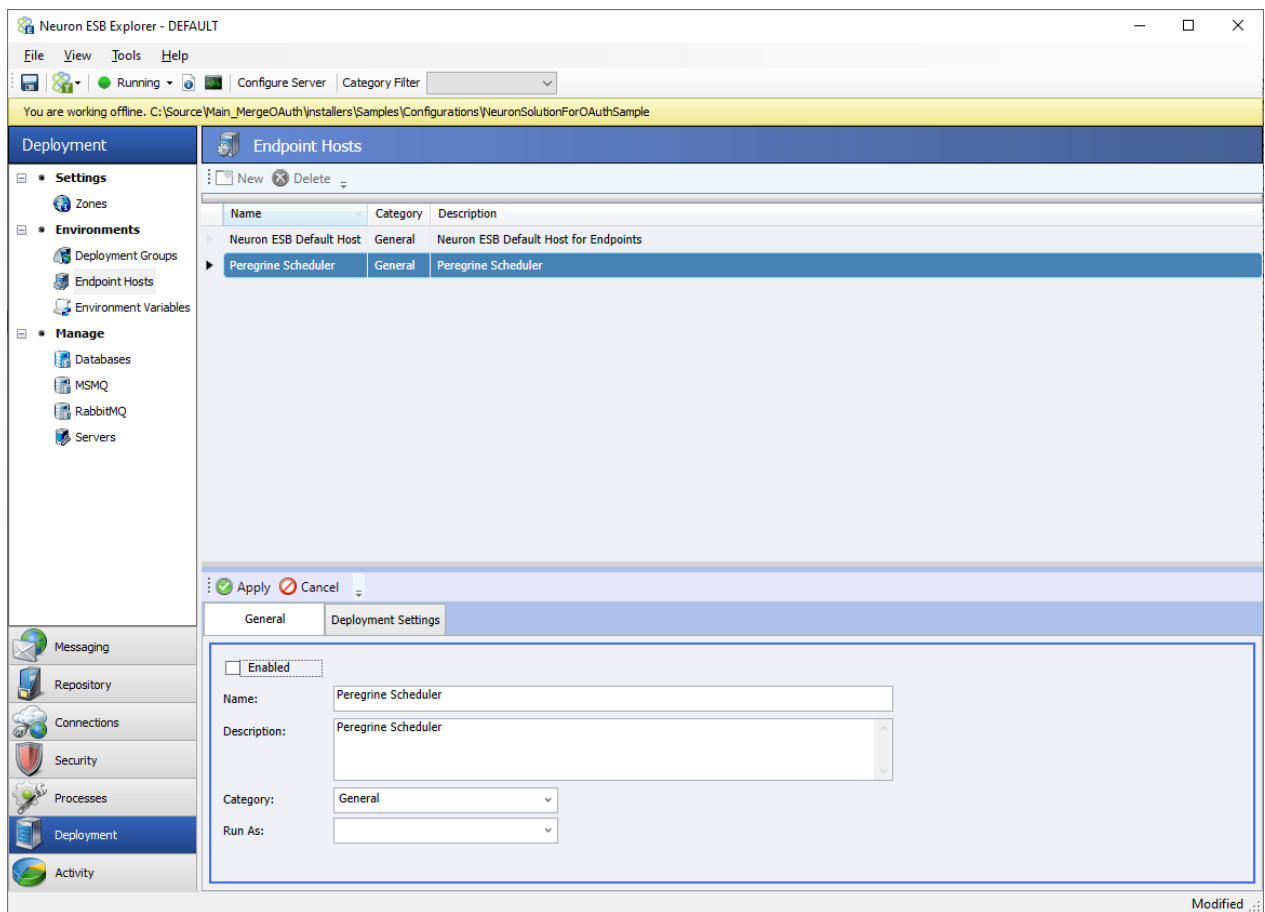 Neuron ESB Explorer - DEFAULT
File View Tools Help
Running Configure Server Category Filter
You are working offline. C:\Source\Main_MergeOAuth\installers\Samples\Configurations\NeuronSolutionForOAuthSample
Deployment
Settings
Zones
Environments
Deployment Groups
Endpoint Hosts
Environment Variables
Manage
Databases
MSMQ
RabbitMQ
Servers
Messaging
Repository
Connections
Security
Processes
Deployment
Activity
Endpoint Hosts
New Delete
Name Category Description
Neuron ESB Default Host General Neuron ESB Default Host for Endpoints
Peregrine Scheduler General Peregrine Scheduler
Apply Cancel
General Deployment Settings
Enabled
Name: Peregrine Scheduler
Description: Peregrine Scheduler
Category: General
Run As:
Modified